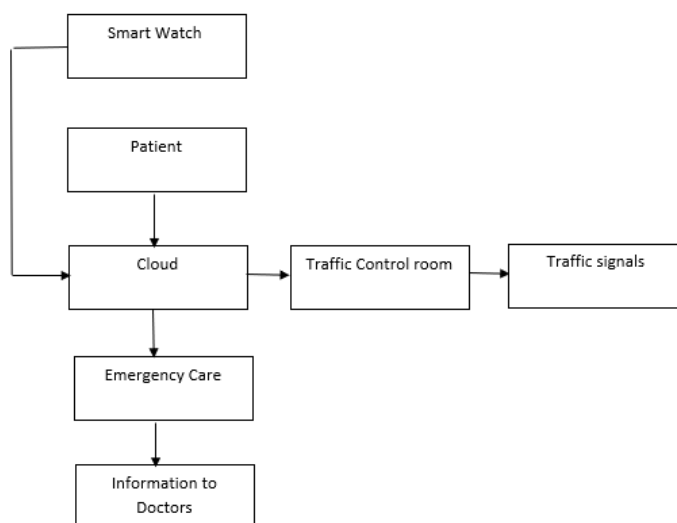 Smart Watch
Patient
Cloud
Traffic Control room
Traffic signals
Emergency Care
Information to
Doctors